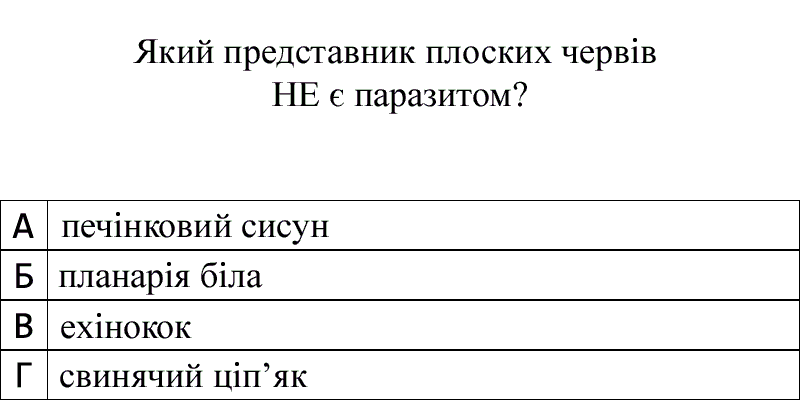 Який представник плоских червів
НЕ є паразитом?
А печінковий сисун
Б планарія біла
В ехінокок
Г свинячий ціп’як